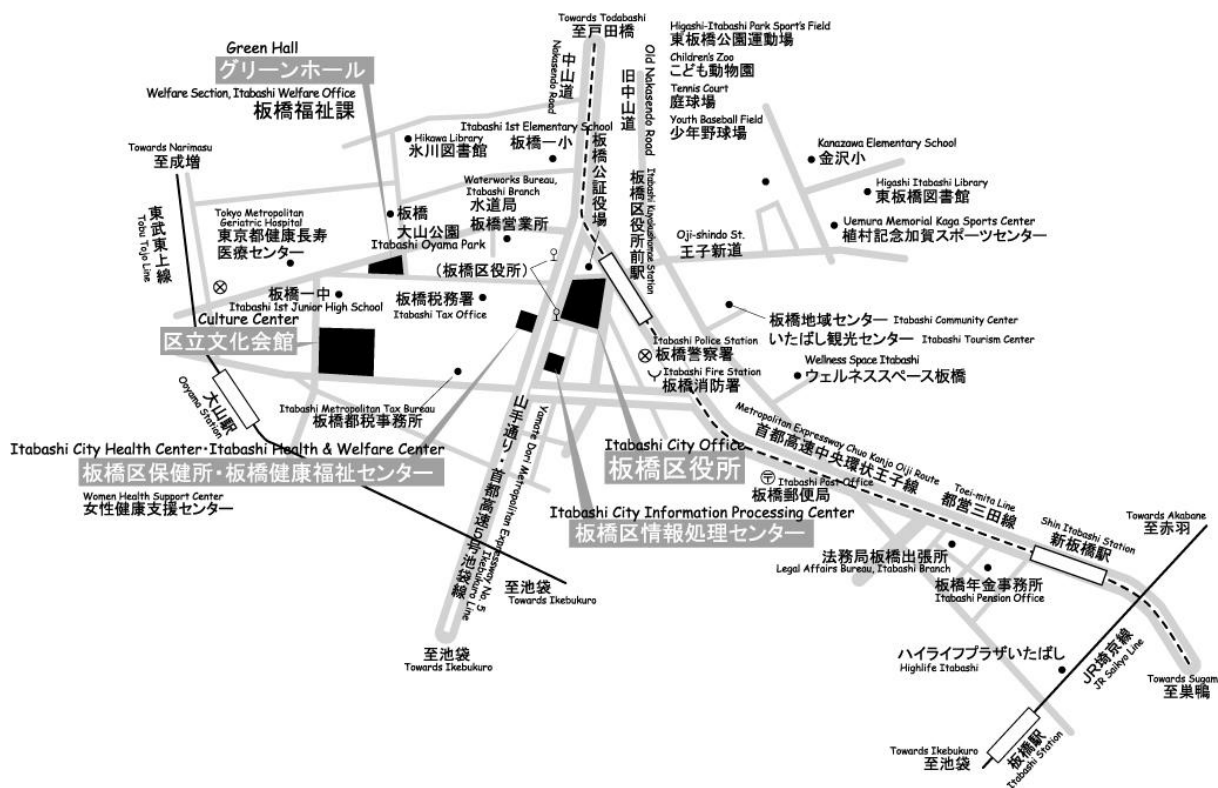 Towards Todabashi
至戸田橋
中山道
Nakasendo Road
Old Nakasendo Road
旧中山道
Higashi-Itabashi Park Sport's Field
東板橋公園運動場
Children's Zoo
こども動物園
Tennis Court
庭球場
Youth Baseball Field
少年野球場
Green Hall
グリーンホール
Welfare Section, Itabashi Welfare Office
板橋福祉課
Hikawa Library
氷川図書館
Itabashi 1st Elementary School
板橋一小
板橋公証役場
Itabashi Kuyakushomae Station
板橋区役所前駅
Kanazawa Elementary School
金沢小
Higashi Itabashi Library
東板橋図書館
Uemura Memorial Kaga Sports Center
植村記念加賀スポーツセンター
Towards Narimasu
至成増
東武東上線
Tobu Tojo Line
Tokyo Metropolitan
Geriatric Hospital
東京都健康長寿
医療センター
板橋
大山公園
Itabashi Oyama Park
Waterworks Bureau,
Itabashi Branch
水道局
板橋営業所
(板橋区役所)
Oji-shindo St.
王子新道
板橋一中
Itabashi 1st Junior High School
板橋税務署
Itabashi Tax Office
Culture Center
区立文化会館
板橋地域センター Itabashi Community Center
いたばし観光センター Itabashi Tourism Center
Itabashi Police Station
板橋警察署
Itabashi Fire Station
板橋消防署
Wellness Space Itabashi
ウェルネススペース板橋
大山駅
Ooyama Station
Itabashi Metropolitan Tax Bureau
板橋都税事務所
Itabashi City Health Center・Itabashi Health & Welfare Center
板橋区保健所・板橋健康福祉センター
Women Health Support Center
女性健康支援センター
山手通り・首都高速5号池袋線
Yamate Dori Metropolitan Expressway No. 5
Ikebukuro Line
Itabashi City Office
板橋区役所
Metropolitan Expressway Chuo Kanjo Oiji Route
首都高速中央環状王子線
〒
Itabashi Post-Office
板橋郵便局
Itabashi City Information Processing Center
板橋区情報処理センター
Toei-mita Line
都営三田線
Shin Itabashi Station
新板橋駅
Towards Akabane
至赤羽
法務局板橋出張所
Legal Affairs Bureau, Itabashi Branch
板橋年金事務所
Itabashi Pension Office
至池袋
Towards Ikebukuro
至池袋
Towards Ikebukuro
ハイライフプラザいたばし
Highlife Itabashi
JR埼京線
JR Saikyo Line
Towards Sugam
至巣鴨
Towards Ikebukuro
至池袋
板橋駅
Itabashi Station